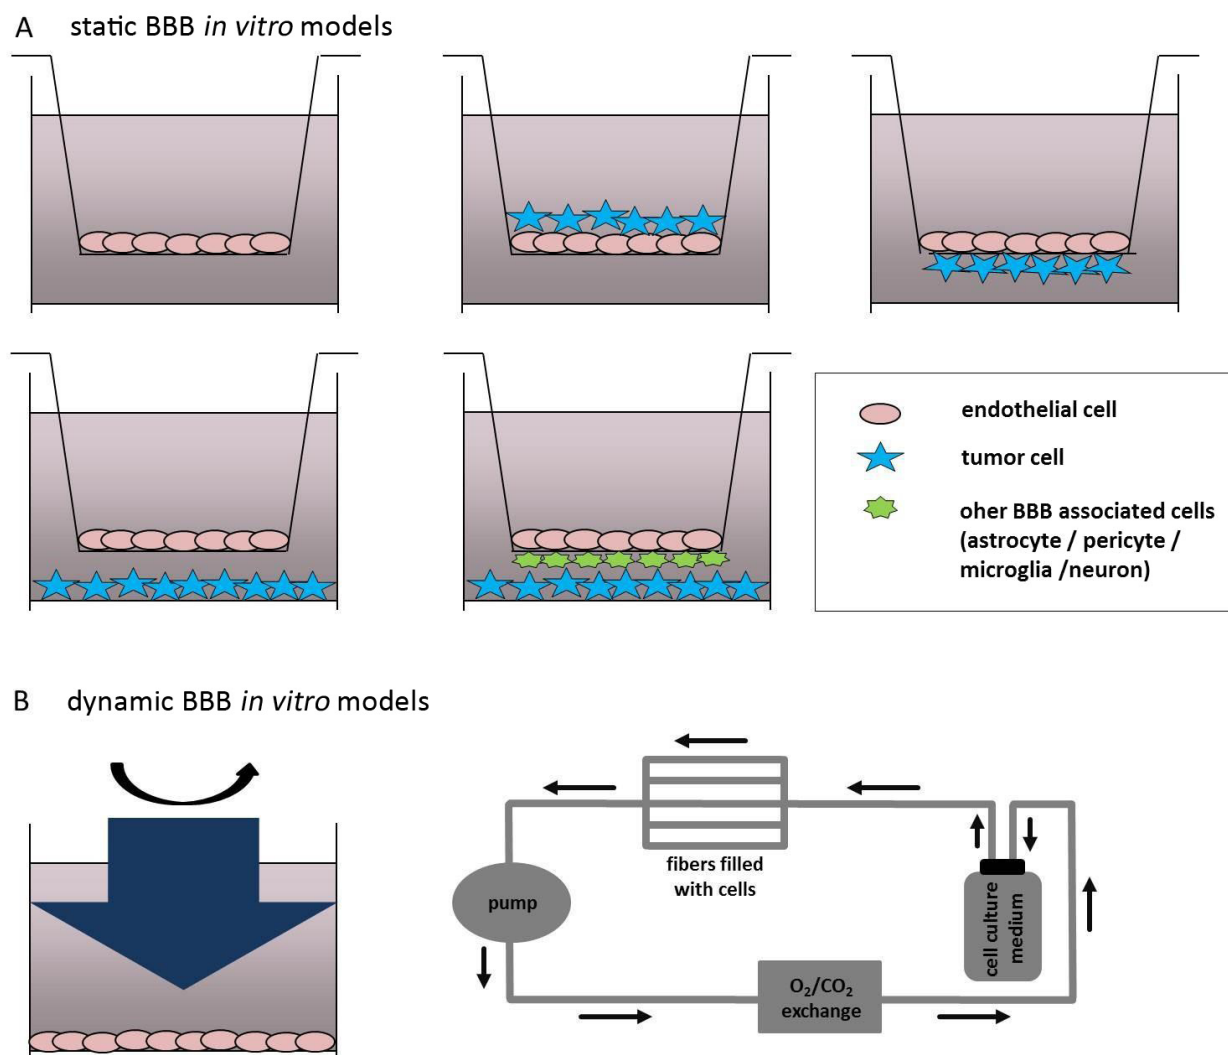 A static BBB in vitro models
endothelial cell
tumor cell
oher BBB associated cells
(astrocyte / pericyte /
microglia /neuron)
B dynamic BBB in vitro models
fibers filled
with cells
pump
cell culture
medium
O₂/CO₂
exchange